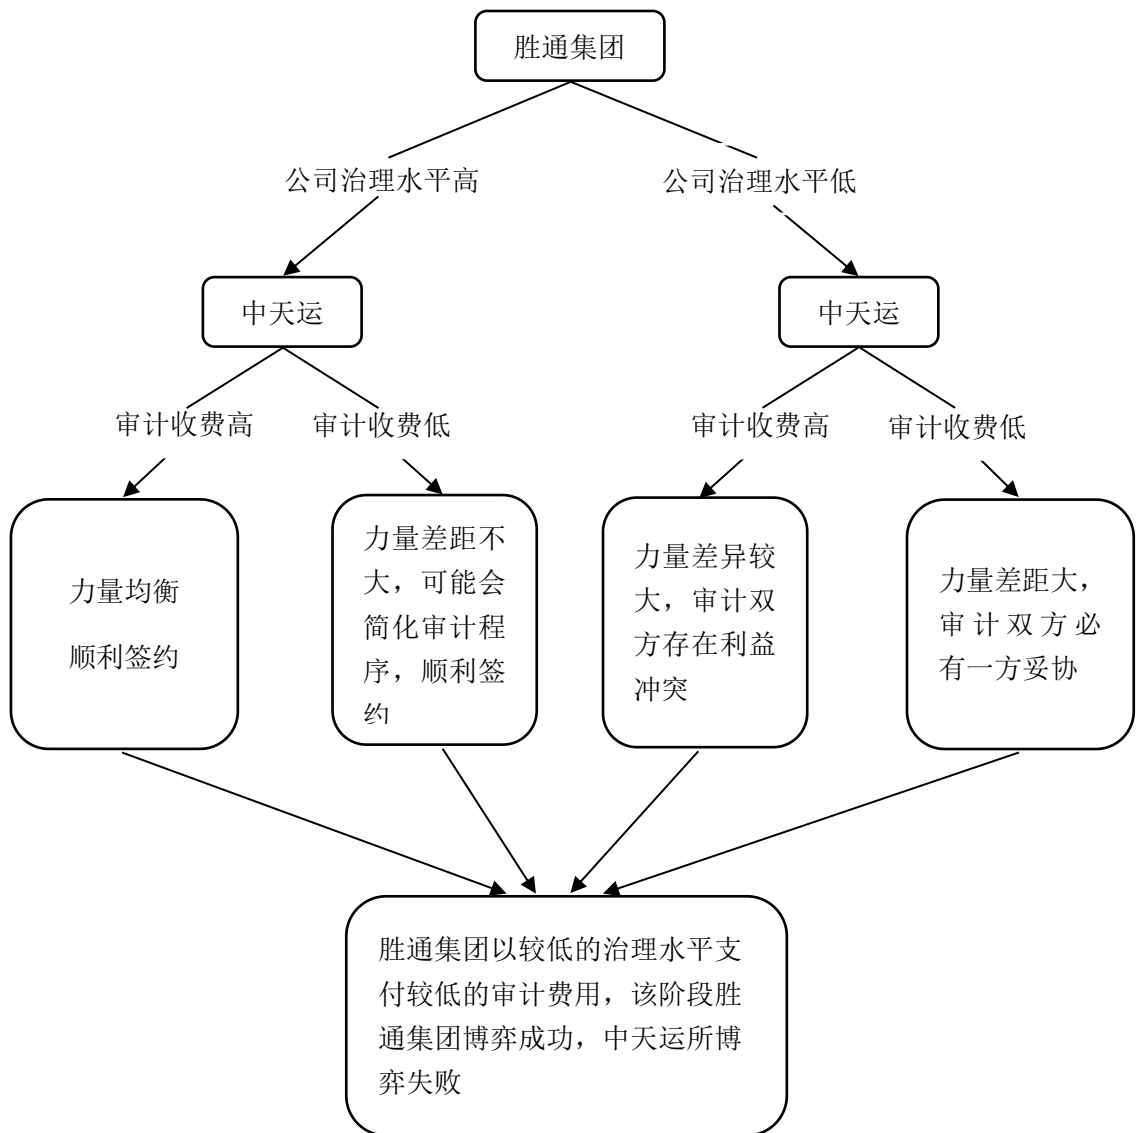 胜通集团
公司治理水平高
公司治理水平低
中天运
中天运
审计收费高
审计收费低
审计收费高
审计收费低
力量均衡
顺利签约
力量差距不
大，可能会
简化审计程
序，顺利签
约
力量差异较
大，审计双
方存在利益
冲突
力量差距大，
审计双方必
有一方妥协
胜通集团以较低的治理水平支
付较低的审计费用，该阶段胜
通集团博弈成功，中天运所博
弈失败